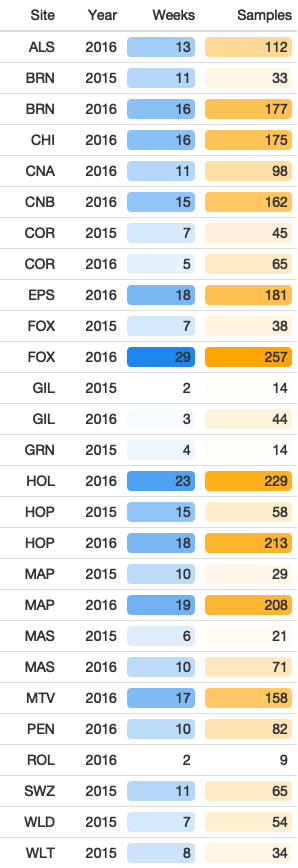 Site Year Weeks Samples
ALS 2016 13 112
BRN 2015 11 33
BRN 2016 16 177
CHI 2016 16 175
CNA 2016 11 98
CNB 2016 15 162
COR 2015 7 45
COR 2016 5 65
EPS 2016 18 181
FOX 2015 7 38
FOX 2016 29 257
GIL 2015 2 14
GIL 2016 3 44
GRN 2015 4 14
HOL 2016 23 229
HOP 2015 15 58
HOP 2016 18 213
MAP 2015 10 29
MAP 2016 19 208
MAS 2015 6 21
MAS 2016 10 71
MTV 2016 17 158
PEN 2016 10 82
ROL 2016 2 9
SWZ 2015 11 65
WLD 2015 7 54
WLT 2015 8 34